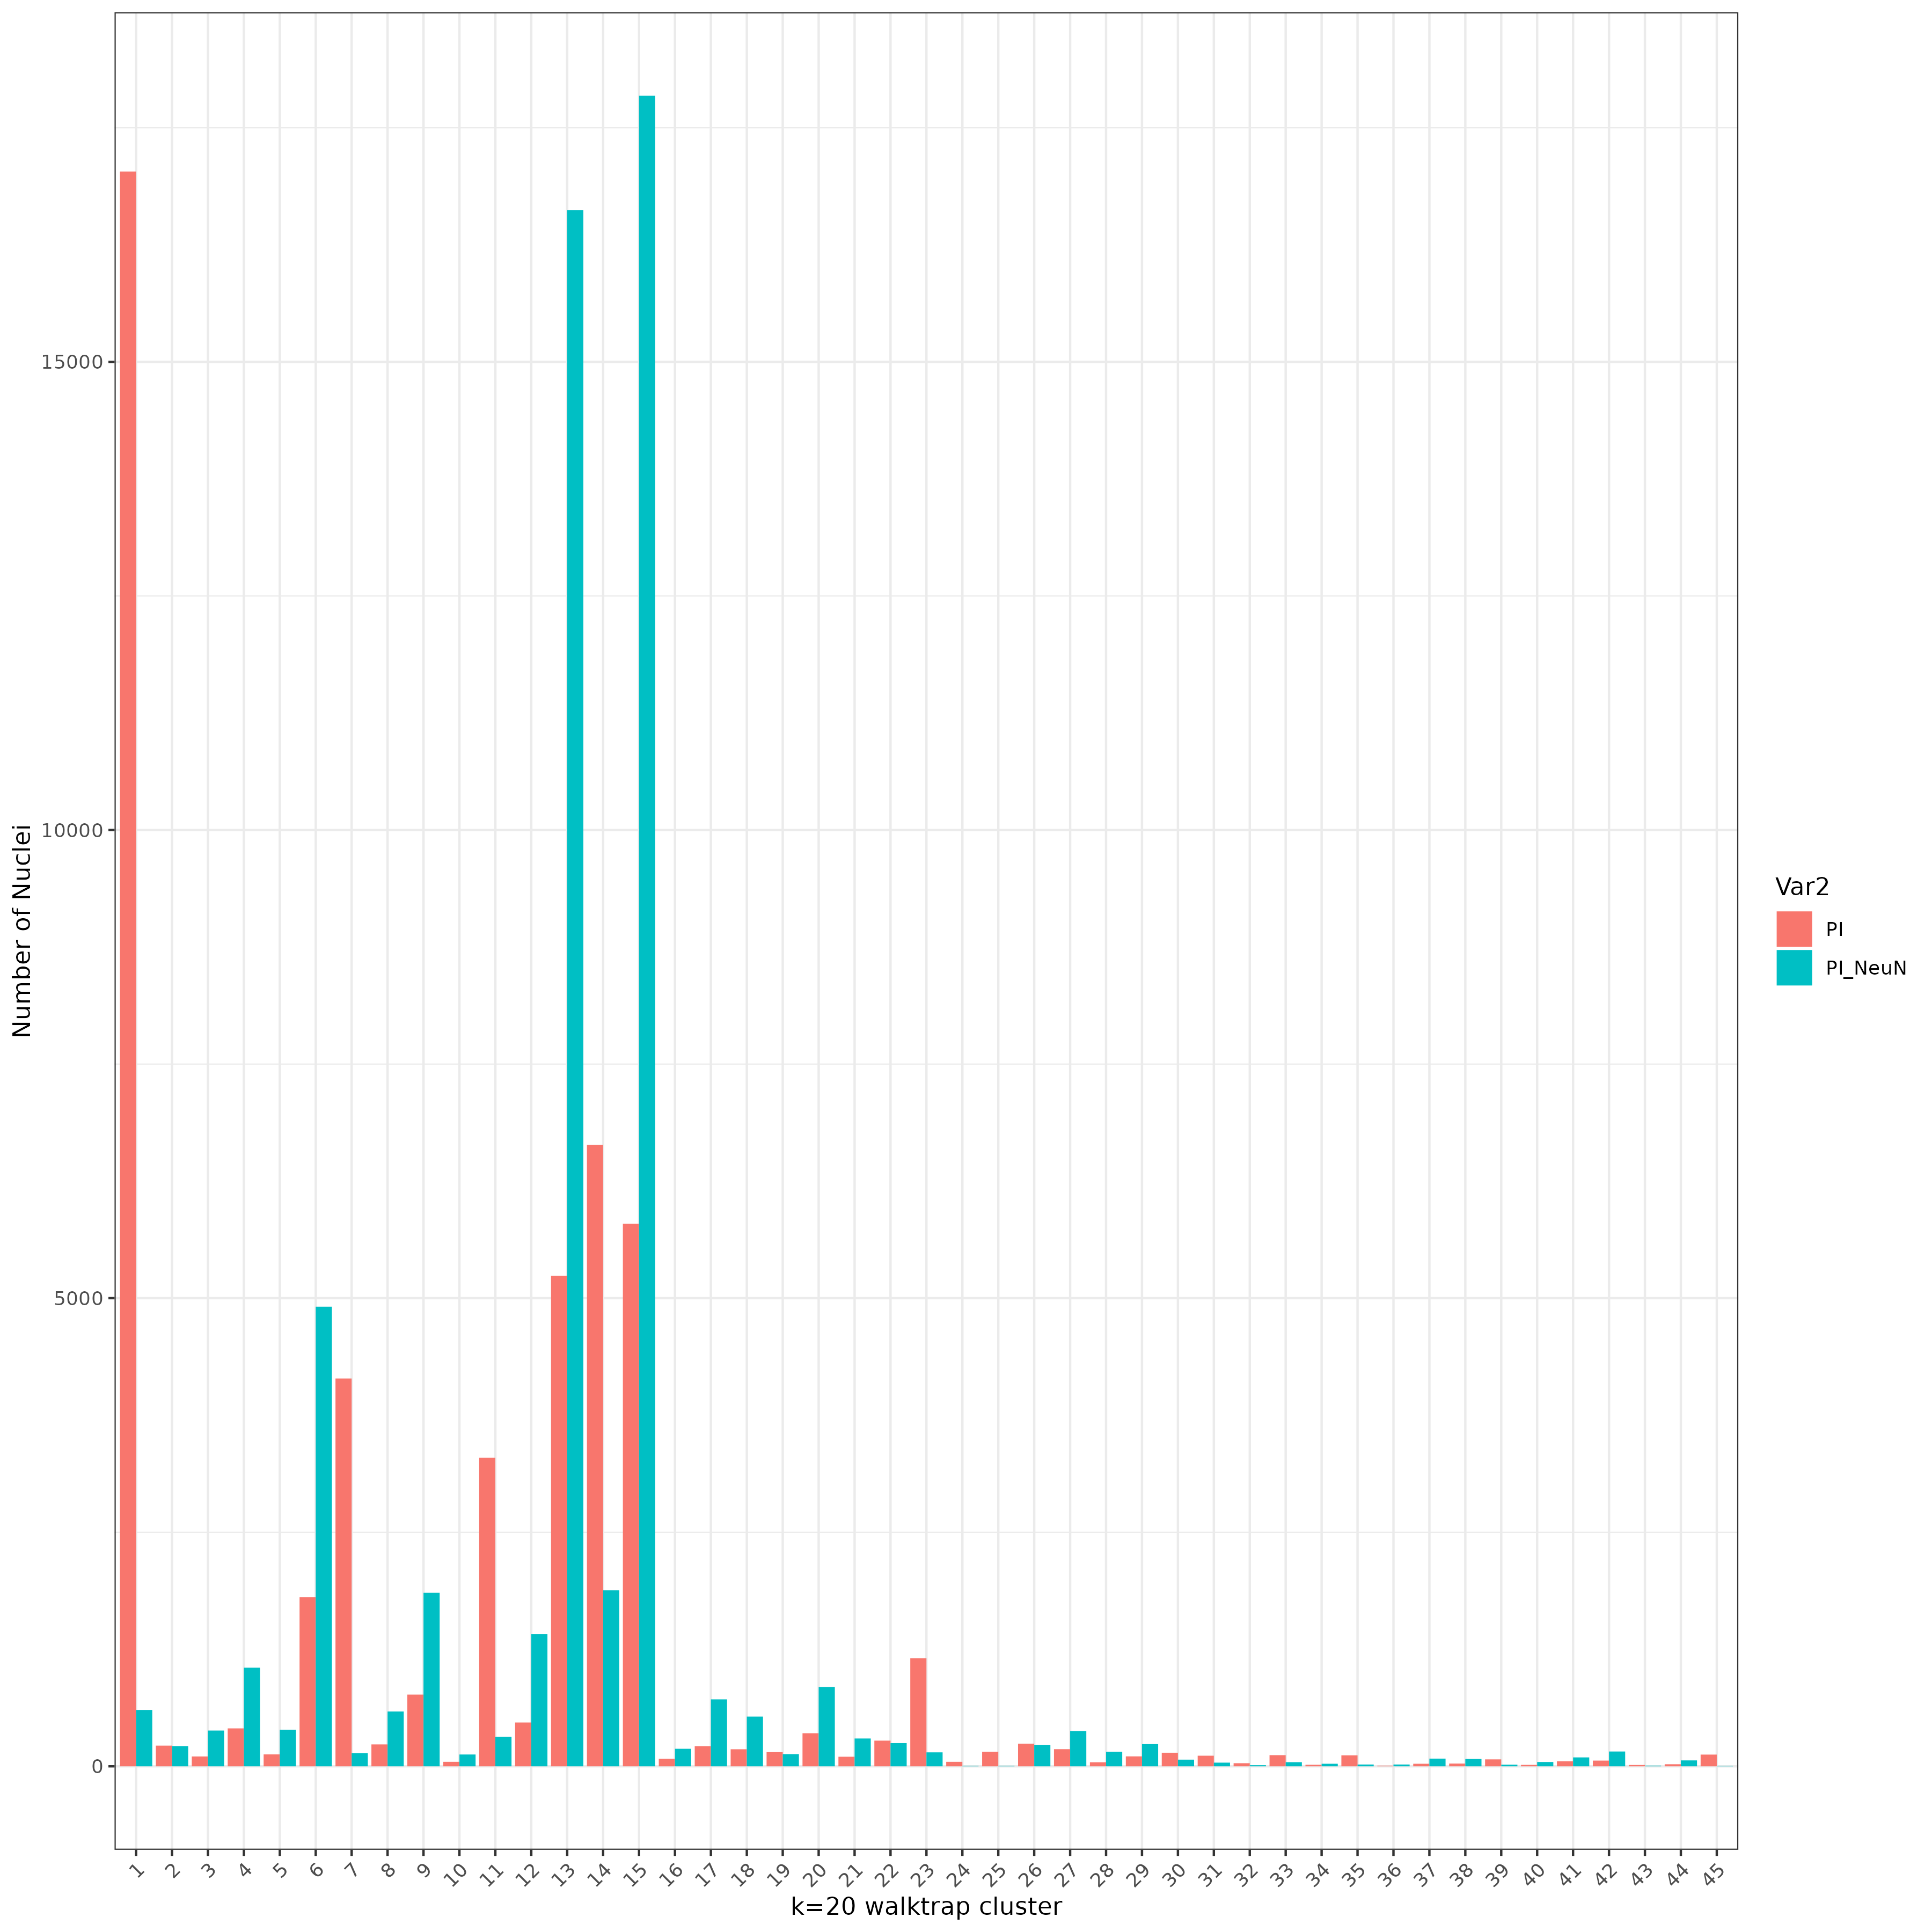 Number of Nuclei
15000
10000
5000
0
1 2 3 4 5 6 7 8 9 10 11 12 13 14 15 16 17 18 19 20 21 22 23 24 25 26 27 28 29 30 31 32 33 34 35 36 37 38 39 40 41 42 43 44 45
k=20 walktrap cluster
Var2
PI
PI_NeuN